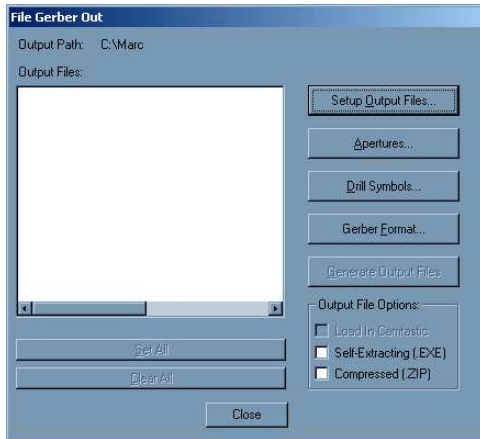 File Gerber Out
Output Path: C:\Marc
Output Files:
Setup Output Files...
Apertures...
Drill Symbols...
Gerber Format...
Generate Output Files
Output File Options:
Load In Camtastic
Self-Extracting (.EXE)
Compressed (.ZIP)
Set All
Clear All
Close